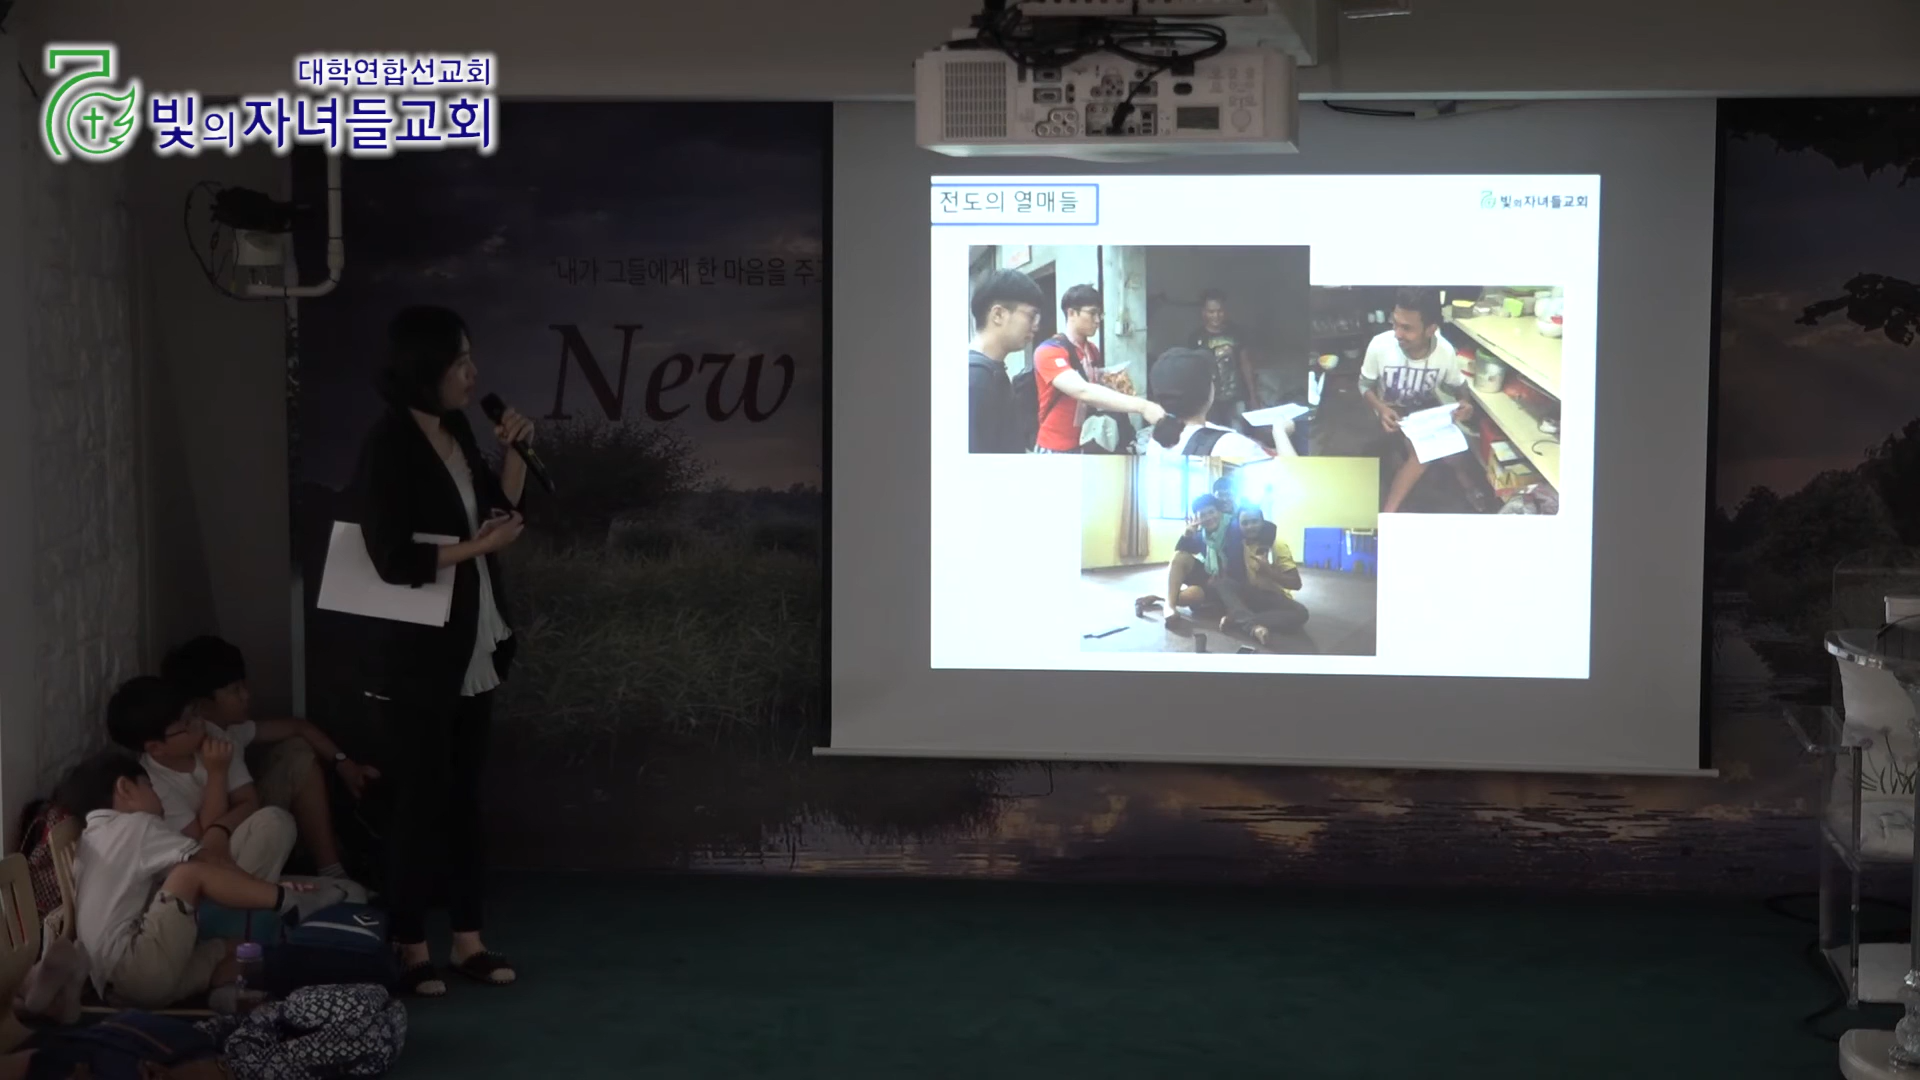 대학연합선교회
빛의자녀들교회
전도의 열매들
빛의자녀들교회
"내가 그들에게 한 마음을 주고
New
THIS